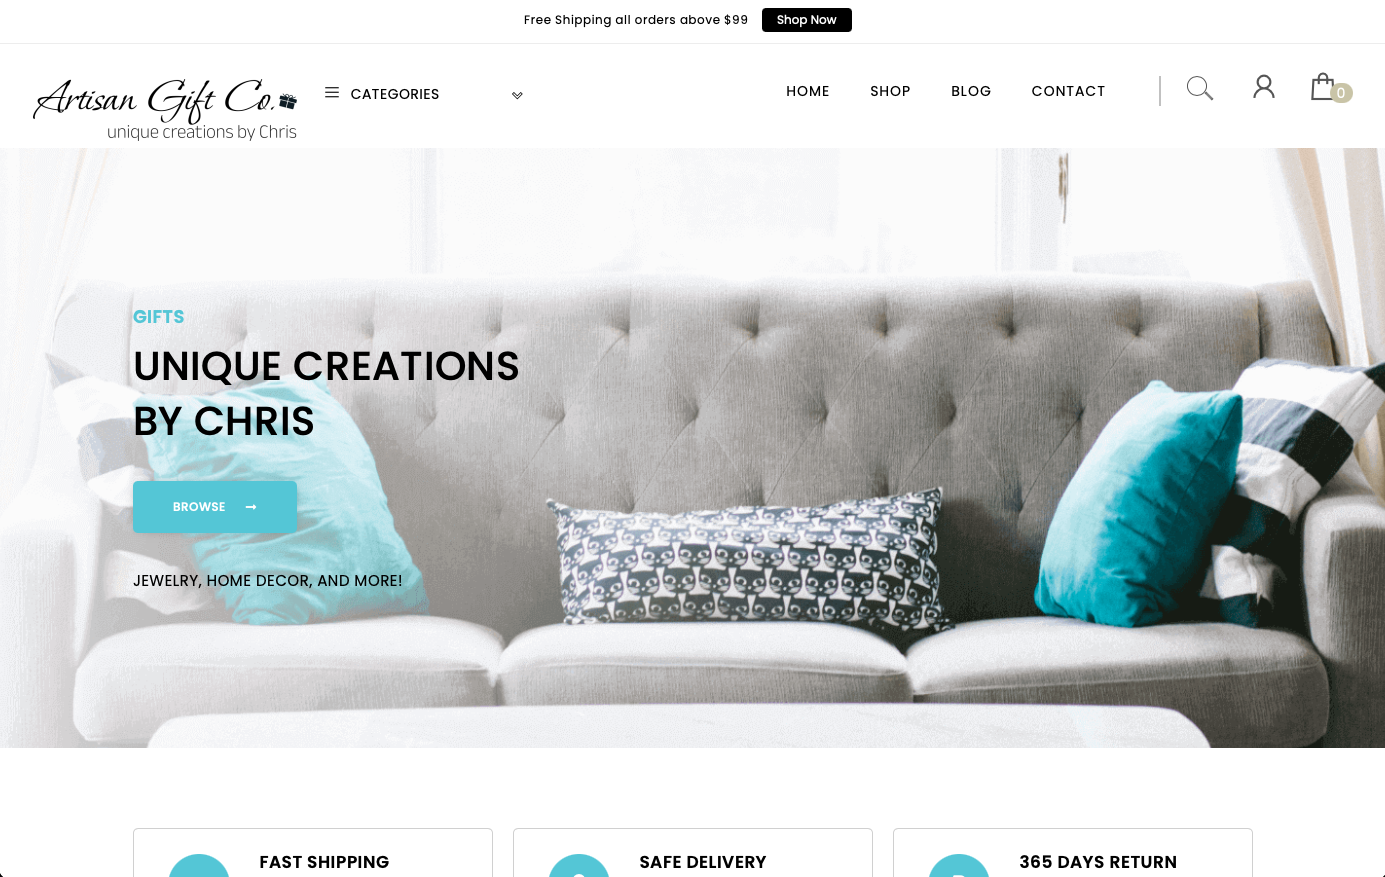 Free Shipping all orders above $99 Shop Now
Artisan Gift Co.
unique creations by Chris
CATEGORIES
HOME SHOP BLOG CONTACT
0
GIFTS
UNIQUE CREATIONS
BY CHRIS
BROWSE
JEWELRY, HOME DECOR, AND MORE!
FAST SHIPPING SAFE DELIVERY 365 DAYS RETURN